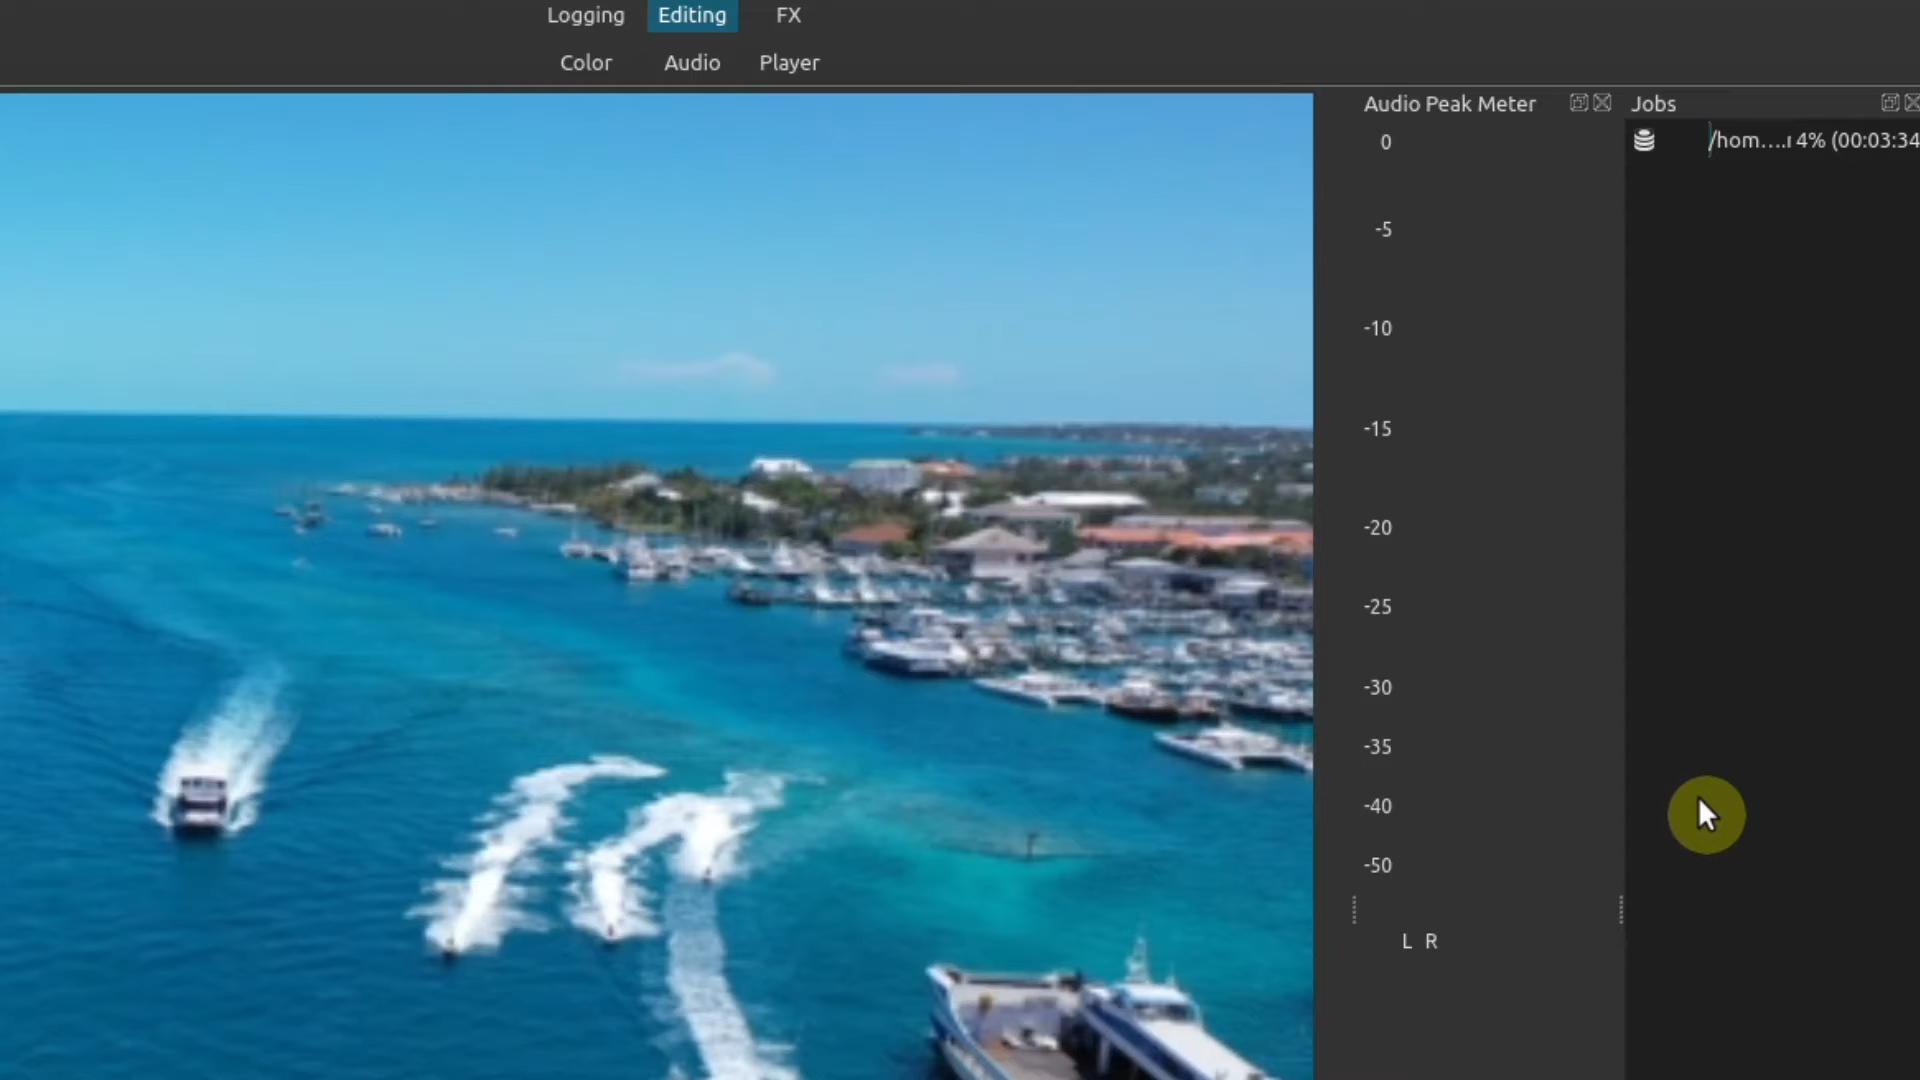 Logging Editing FX
Color Audio Player
Audio Peak Meter
0
-5
-10
-15
-20
-25
-30
-35
-40
-50
L R
Jobs
/hom....r 4% (00:03:34